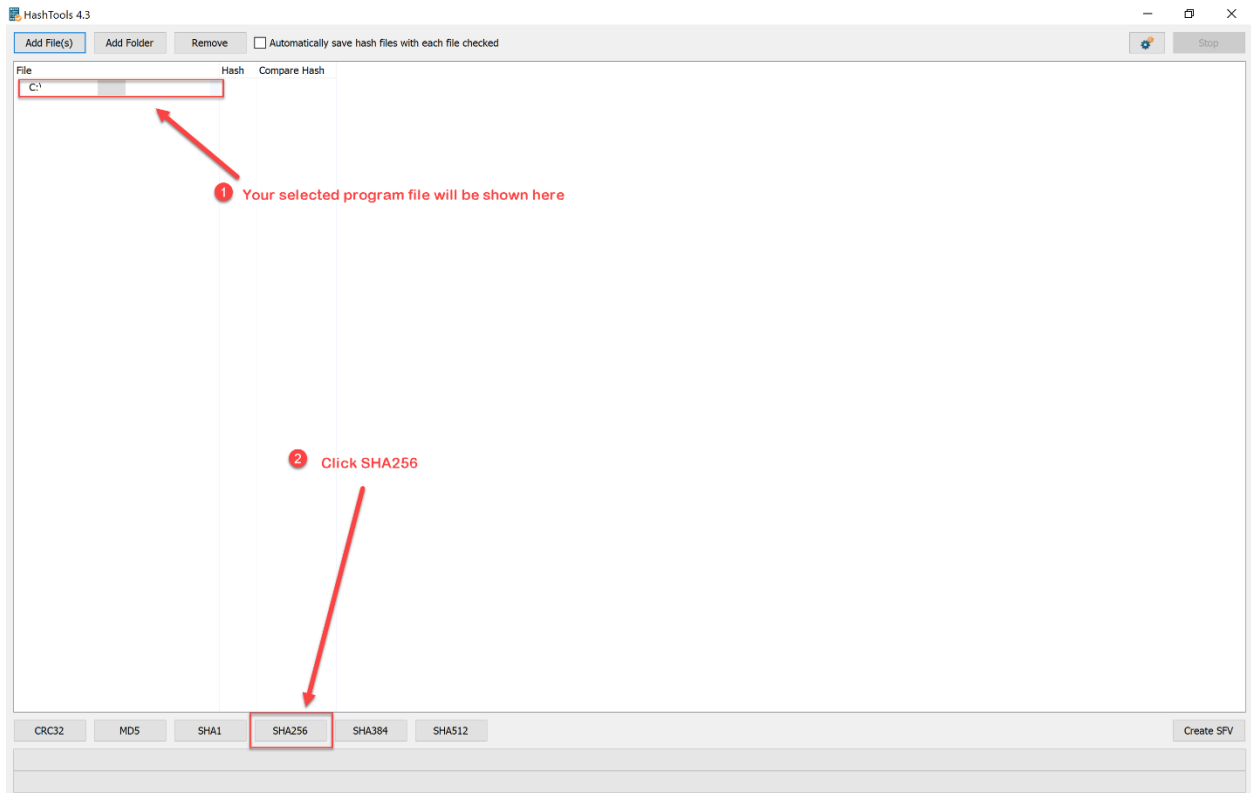 HashTools 4.3
Add File(s) Add Folder Remove Automatically save hash files with each file checked Stop
File Hash Compare Hash
C:\
1 Your selected program file will be shown here
2 Click SHA256
CRC32 MD5 SHA1 SHA256 SHA384 SHA512 Create SFV